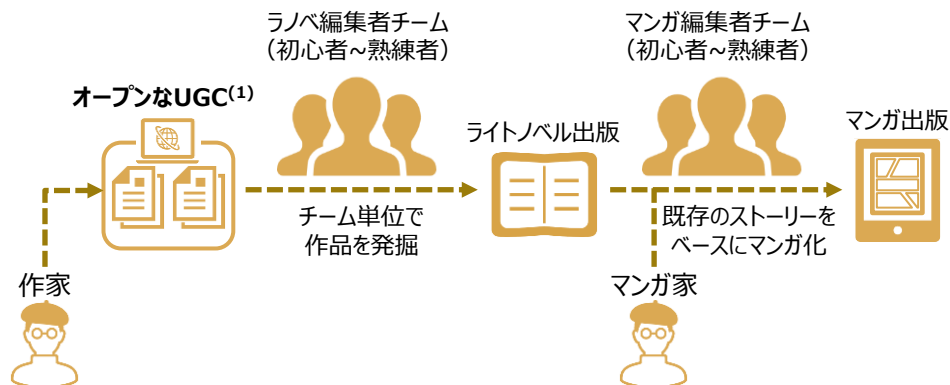 ラノベ編集者チーム
（初心者~熟練者）
マンガ編集者チーム
（初心者~熟練者）
オープンなUGC(1)
ライトノベル出版
マンガ出版
チーム単位で
作品を発掘
既存のストーリーを
ベースにマンガ化
作家
マンガ家